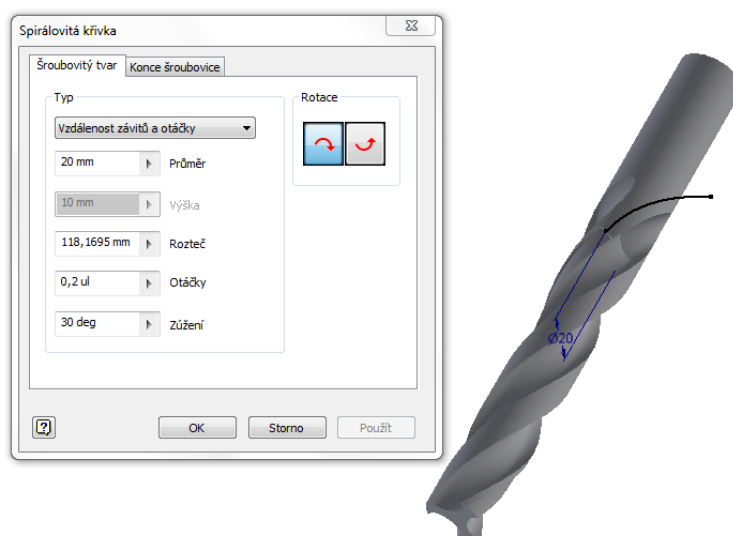 Spirálovitá křivka
Šroubovitý tvar
Konce šroubovice
Typ
Rotace
Vzdálenost závitů a otáčky
20 mm
Průměr
10 mm
Výška
118,1695 mm
Rozteč
0,2 ul
Otáčky
30 deg
Zúžení
OK
Storno
Použít
Ø20